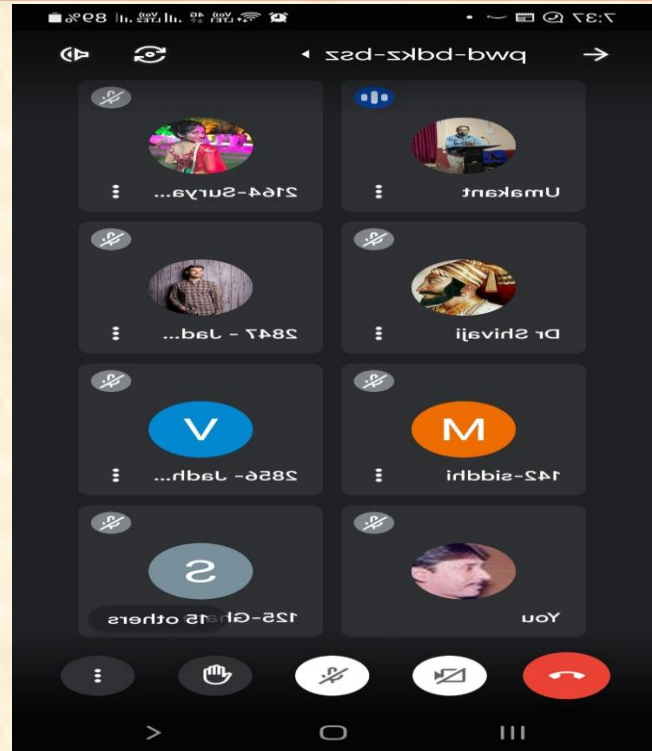 7:37 89%
pwd-bdkz-bsz
Umakant
2164-Surya...
Dr Shivaji
2847 - Jad...
M
V
142-siddhi
2856- Jadh...
S
You
125-Gha
15 others